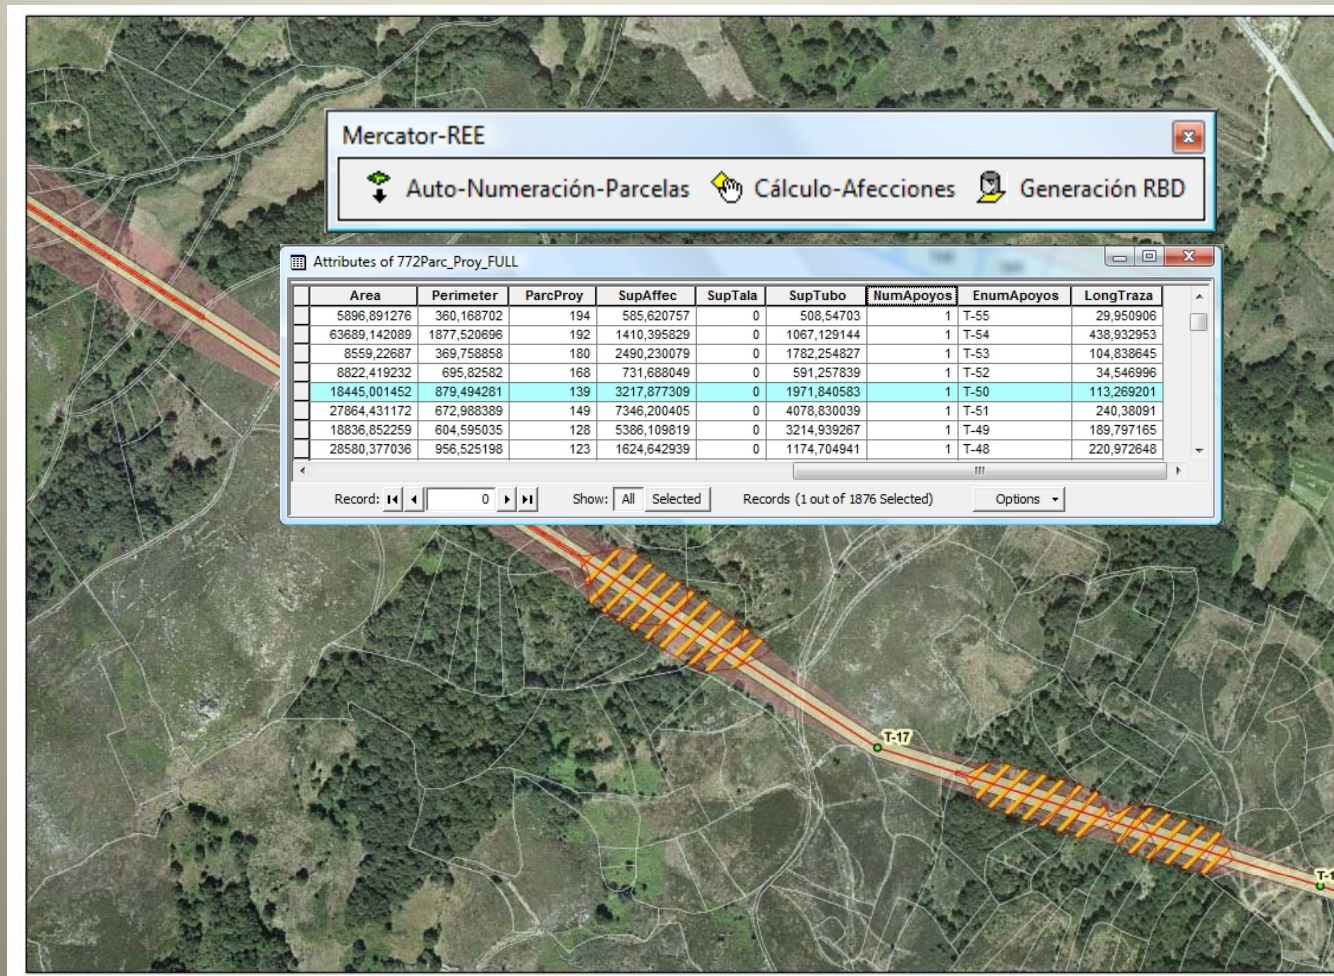 Mercator-REE
Auto-Numeración-Parcelas Cálculo-Afecciones Generación RBD
Attributes of 772Parc_Proy_FULL
Area Perimeter ParcProy SupAffec SupTala SupTubo NumApoyos EnumApoyos LongTraza
5896,891276 360,168702 194 585,620757 0 508,54703 1 T-55 29,950906
63689,142089 1877,520696 192 1410,395829 0 1067,129144 1 T-54 438,932953
8559,22687 369,758858 180 2490,230079 0 1782,254827 1 T-53 104,838645
8822,419232 695,82582 168 731,688049 0 591,257839 1 T-52 34,546996
18445,001452 879,494281 139 3217,877309 0 1971,840583 1 T-50 113,269201
27864,431172 672,988389 149 7346,200405 0 4078,830039 1 T-51 240,38091
18836,852259 604,595035 128 5386,109819 0 3214,939267 1 T-49 189,797165
28580,377036 956,525198 123 1624,642939 0 1174,704941 1 T-48 220,972648
Record: 0 Show: All Selected Records (1 out of 1876 Selected) Options
T-17
T-1